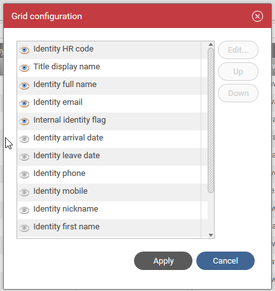 Grid configuration
Identity HR code
Title display name
Identity full name
Identity email
Internal identity flag
Identity arrival date
Identity leave date
Identity phone
Identity mobile
Identity nickname
Identity first name
Edit...
Up
Down
Apply
Cancel